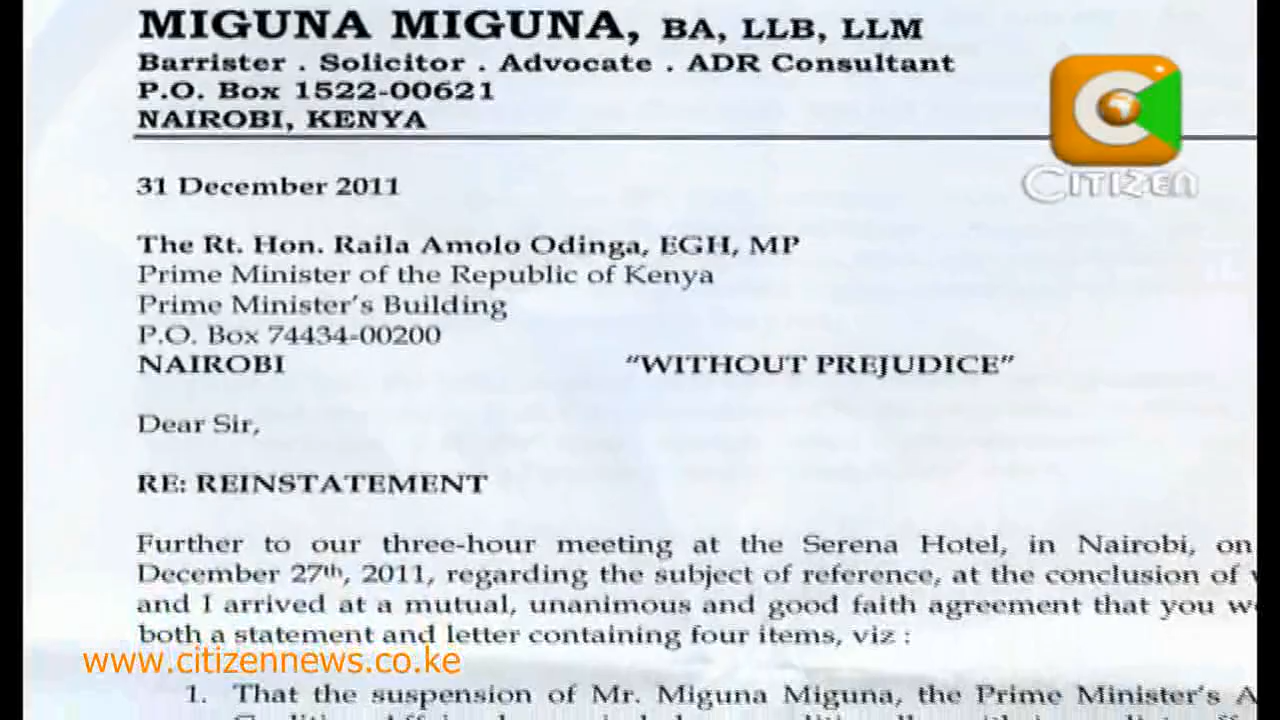 MIGUNA MIGUNA, BA, LLB, LLM
Barrister . Solicitor . Advocate . ADR Consultant
P.O. Box 1522-00621
NAIROBI, KENYA
CITIZEN
31 December 2011
The Rt. Hon. Raila Amolo Odinga, EGH, MP
Prime Minister of the Republic of Kenya
Prime Minister's Building
P.O. Box 74434-00200
NAIROBI "WITHOUT PREJUDICE"
Dear Sir,
RE: REINSTATEMENT
Further to our three-hour meeting at the Serena Hotel, in Nairobi, on
December 27th, 2011, regarding the subject of reference, at the conclusion of
and I arrived at a mutual, unanimous and good faith agreement that you
both a statement and letter containing four items, viz :
www.citizennews.co.ke
1. That the suspension of Mr. Miguna Miguna, the Prime Minister's